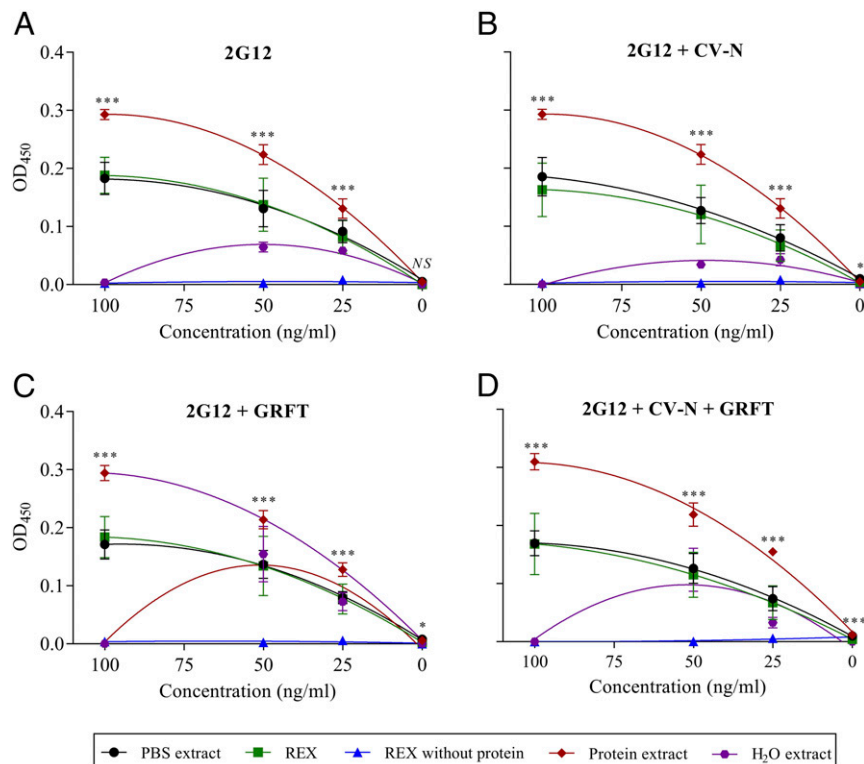 A
2G12
0.4
0.3
0.2
0.1
0.0
OD450
***
***
***
NS
100
75
50
25
0
Concentration (ng/ml)
B
2G12 + CV-N
***
***
***
*
100
75
50
25
0
Concentration (ng/ml)
C
2G12 + GRFT
0.4
0.3
0.2
0.1
0.0
OD450
***
***
***
*
100
75
50
25
0
Concentration (ng/ml)
D
2G12 + CV-N + GRFT
***
***
***
***
100
75
50
25
0
Concentration (ng/ml)
PBS extract REX REX without protein Protein extract H2O extract